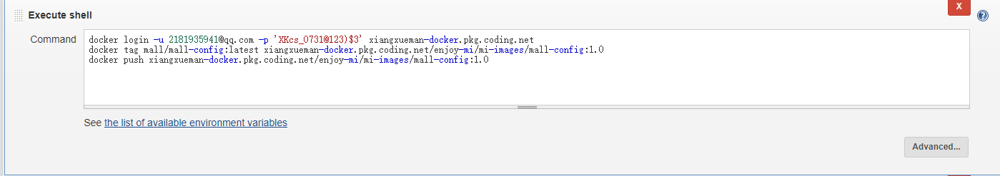 Execute shell
X
Command
docker login -u 2181935941@qq.com -p 'XKcs_0731@123)$3' xiangxueman-docker.pkg.coding.net
docker tag mall/mall-config:latest xiangxueman-docker.pkg.coding.net/enjoy-mi/mi-images/mall-config:1.0
docker push xiangxueman-docker.pkg.coding.net/enjoy-mi/mi-images/mall-config:1.0
See the list of available environment variables
Advanced...